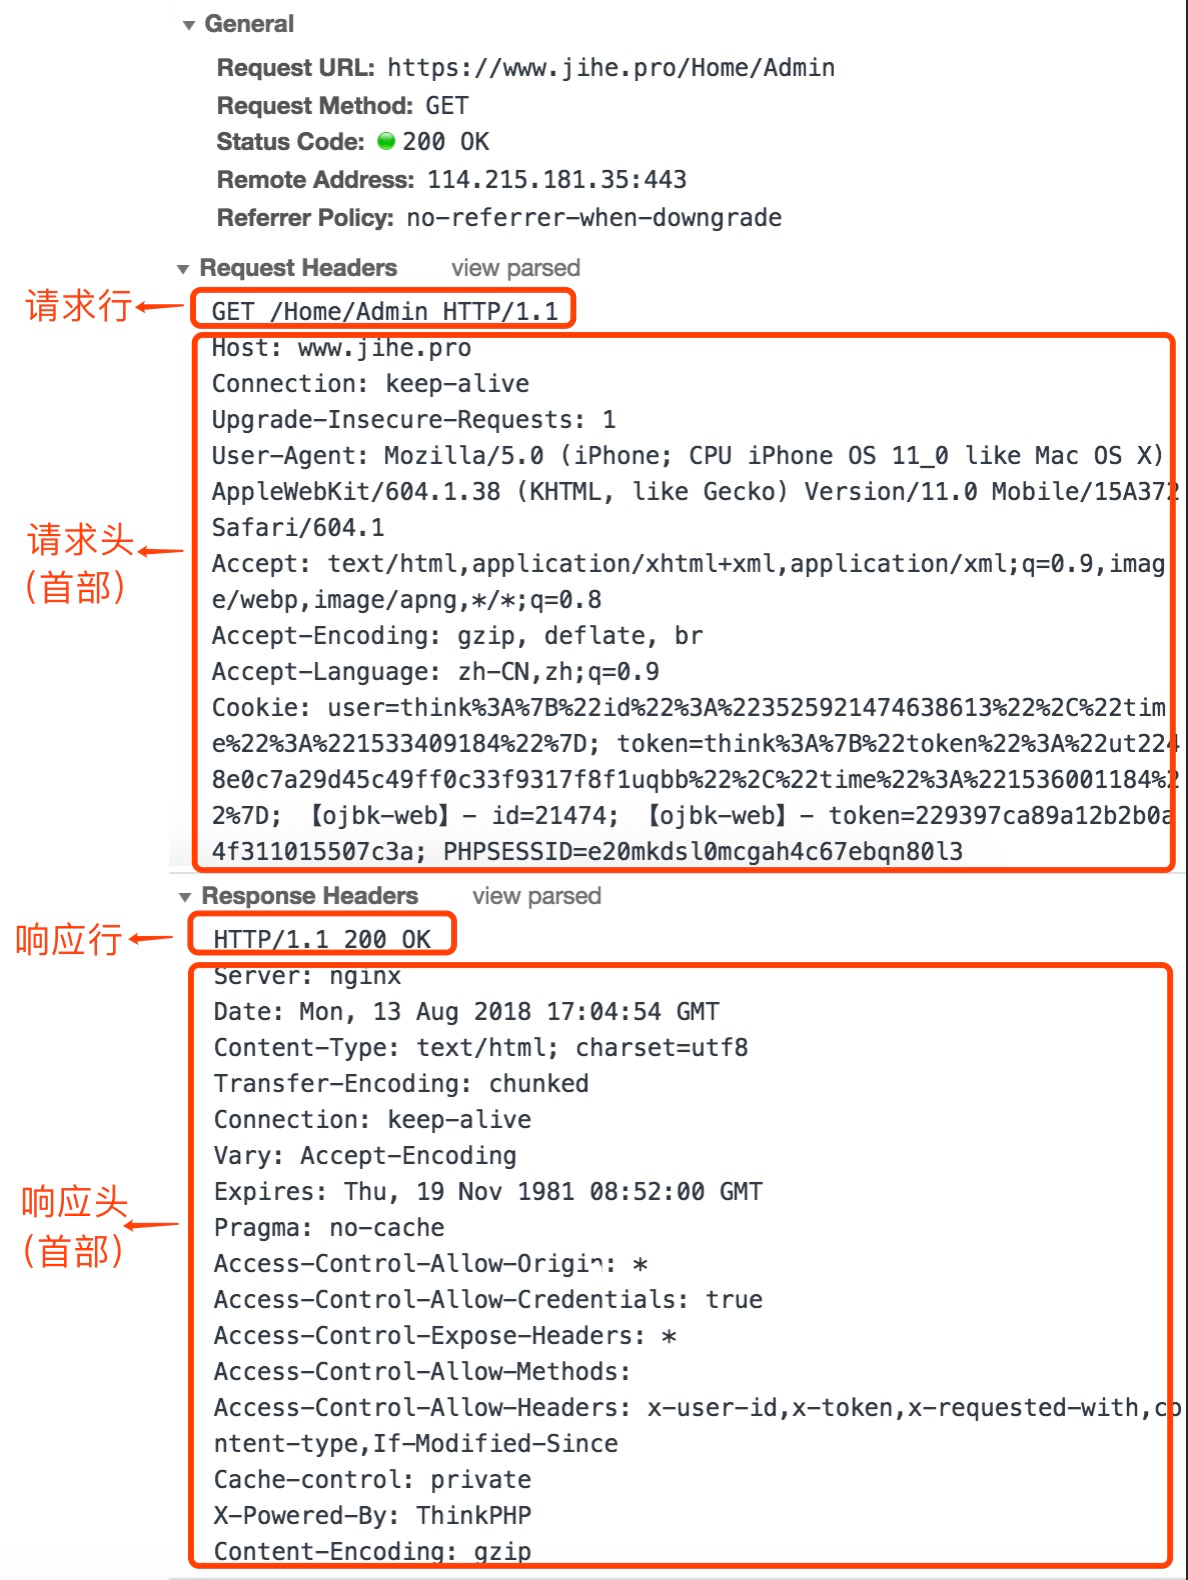 General
Request URL: https://www.jihe.pro/Home/Admin
Request Method: GET
Status Code: 200 OK
Remote Address: 114.215.181.35:443
Referrer Policy: no-referrer-when-downgrade
Request Headers view parsed
请求行
GET /Home/Admin HTTP/1.1
Host: www.jihe.pro
Connection: keep-alive
Upgrade-Insecure-Requests: 1
User-Agent: Mozilla/5.0 (iPhone; CPU iPhone OS 11_0 like Mac OS X)
AppleWebKit/604.1.38 (KHTML, like Gecko) Version/11.0 Mobile/15A372
Safari/604.1
请求头
(首部)
Accept: text/html,application/xhtml+xml,application/xml;q=0.9,imag
e/webp,image/apng,*/*;q=0.8
Accept-Encoding: gzip, deflate, br
Accept-Language: zh-CN,zh;q=0.9
Cookie: user=think%3A%7B%22id%22%3A%223525921474638613%22%2C%22tim
e%22%3A%221533409184%22%7D; token=think%3A%7B%22token%22%3A%22ut224
8e0c7a29d45c49ff0c33f9317f8f1uqbb%22%2C%22time%22%3A%221536001184%2
2%7D; 【ojbk-web】- id=21474; 【ojbk-web】- token=229397ca89a12b2b0a
4f311015507c3a; PHPSESSID=e20mkdsl0mcgah4c67ebqn80l3
Response Headers view parsed
响应行
HTTP/1.1 200 OK
Server: nginx
Date: Mon, 13 Aug 2018 17:04:54 GMT
Content-Type: text/html; charset=utf8
Transfer-Encoding: chunked
Connection: keep-alive
Vary: Accept-Encoding
Expires: Thu, 19 Nov 1981 08:52:00 GMT
响应头
(首部)
Pragma: no-cache
Access-Control-Allow-Origin: *
Access-Control-Allow-Credentials: true
Access-Control-Expose-Headers: *
Access-Control-Allow-Methods:
Access-Control-Allow-Headers: x-user-id,x-token,x-requested-with,co
ntent-type,If-Modified-Since
Cache-control: private
X-Powered-By: ThinkPHP
Content-Encoding: gzip